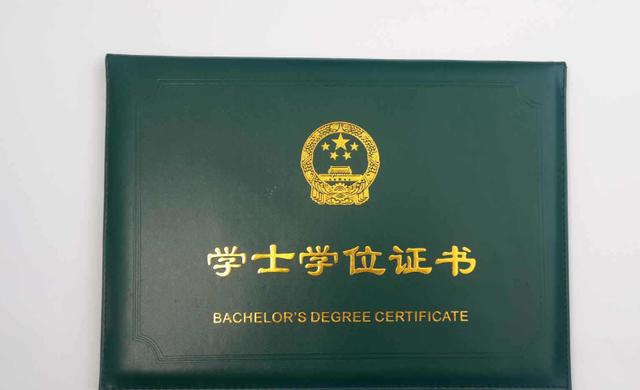 学士学位证书
BACHELOR'S DEGREE CERTIFICATE